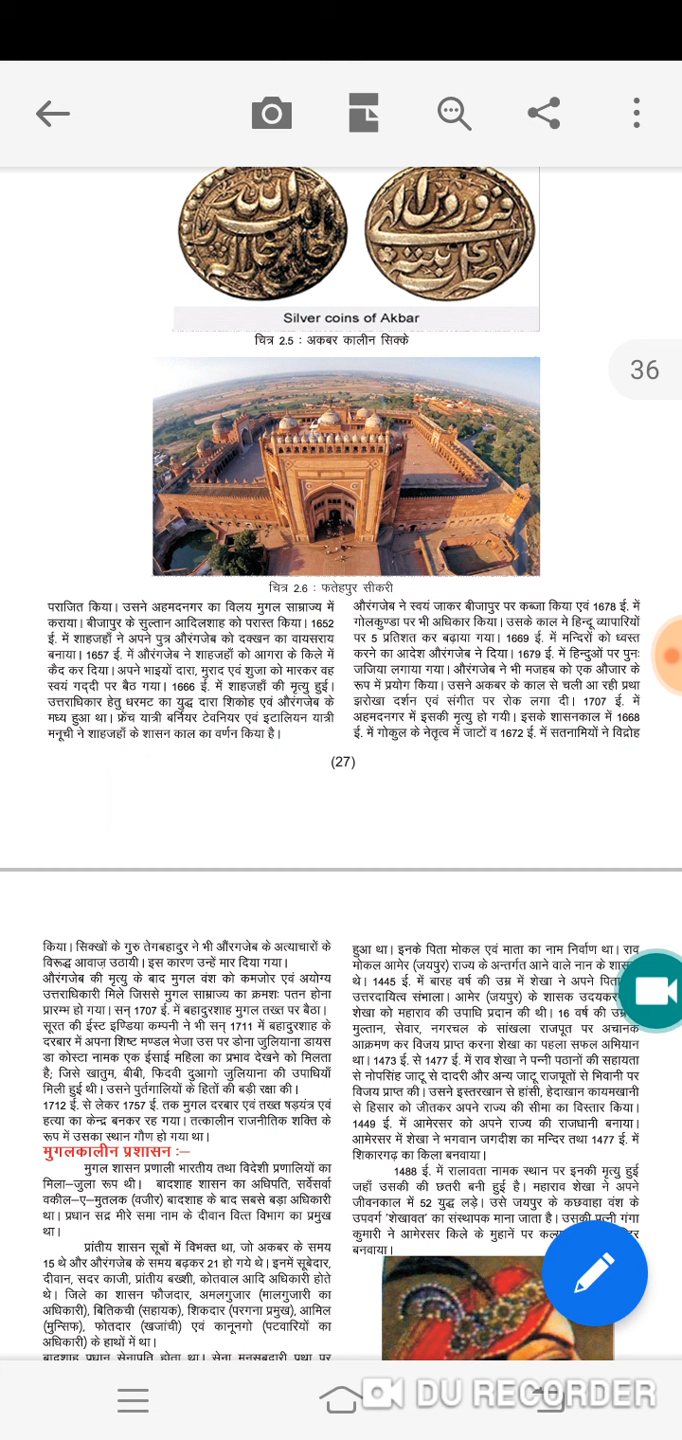 Silver coins of Akbar
चित्र 2.5 : अकबर कालीन सिक्के
36
चित्र 2.6 : फतेहपुर सीकरी
पराजित किया। उसने अहमदनगर का विलय मुगल साम्राज्य में
कराया। बीजापुर के सुल्तान आदिलशाह को परास्त किया। 1652
ई. में शाहजहाँ ने अपने पुत्र औरंगजेब को दक्खन का वायसराय
बनाया। 1657 ई. में औरंगजेब ने शाहजहाँ को आगरा के किले में
कैद कर दिया। अपने भाइयों दारा, मुराद एवं शुजा को मारकर वह
स्वयं गद्दी पर बैठ गया। 1666 ई. में शाहजहाँ की मृत्यु हुई।
उत्तराधिकार हेतु धरमट का युद्ध दारा शिकोह एवं औरंगजेब के
मध्य हुआ था। फ्रेंच यात्री बर्नियर टेवनियर एवं इटालियन यात्री
मनूची ने शाहजहाँ के शासन काल का वर्णन किया है।
औरंगजेब ने स्वयं जाकर बीजापुर पर कब्जा किया एवं 1678 ई. में
गोलकुण्डा पर भी अधिकार किया। उसके काल मे हिन्दू व्यापारियों
पर 5 प्रतिशत कर बढ़ाया गया। 1669 ई. में मन्दिरों को ध्वस्त
करने का आदेश औरंगजेब ने दिया। 1679 ई. में हिन्दुओं पर पुनः
जजिया लगाया गया। औरंगजेब ने भी मजहब को एक औजार के
रूप में प्रयोग किया। उसने अकबर के काल से चली आ रही प्रथा
झरोखा दर्शन एवं संगीत पर रोक लगा दी। 1707 ई. में
अहमदनगर में इसकी मृत्यु हो गयी। इसके शासनकाल में 1668
ई. में गोकुल के नेतृत्व में जाटों व 1672 ई. में सतनामियों ने विद्रोह
(27)
किया। सिक्खों के गुरु तेगबहादुर ने भी औंरगजेब के अत्याचारों के
विरूद्ध आवाज़ उठायी। इस कारण उन्हें मार दिया गया।
औरंगजेब की मृत्यु के बाद मुगल वंश को कमजोर एवं अयोग्य
उत्तराधिकारी मिले जिससे मुगल साम्राज्य का क्रमशः पतन होना
प्रारम्भ हो गया। सन् 1707 में बहादुरशाह मुगल तख्त पर बैठा।
सूरत की ईस्ट इण्डिया कम्पनी ने भी सन् 1711 में बहादुरशाह के
दरबार में अपना शिष्ट मण्डल भेजा उस पर डोना जुलियाना डायस
डा कोस्टा नामक एक ईसाई महिला का प्रभाव देखने को मिलता
है; जिसे खातुम, बीबी, फिदवी दुआगो जुलियाना की उपाधियाँ
मिली हुई थी। उसने पुर्तगालियों के हितों की बड़ी रक्षा की।
1712 ई. से लेकर 1757 ई. तक मुगल दरबार एवं तख्त षड़यंत्र एवं
हत्या का केन्द्र बनकर रह गया। तत्कालीन राजनीतिक शक्ति के
रूप में उसका स्थान गौण हो गया था।
मुगलकालीन प्रशासन :–
मुगल शासन प्रणाली भारतीय तथा विदेशी प्रणालियों का
मिला–जुला रूप थी। बादशाह शासन का अधिपति, सर्वेसर्वा
वकील–ए–मुतलक (वजीर) बादशाह के बाद सबसे बड़ा अधिकारी
था। प्रधान सद्र मीरे समा नाम के दीवान वित्त विभाग का प्रमुख
था।
प्रांतीय शासन सूबों में विभक्त था, जो अकबर के समय
15 थे और औरंगजेब के समय बढ़कर 21 हो गये थे। इनमें सूबेदार,
दीवान, सदर काजी, प्रांतीय बख्शी, कोतवाल आदि अधिकारी होते
थे। जिले का शासन फौजदार, अमलगुजार (मालगुजारी का
अधिकारी), बितिकची (सहायक), शिकदार (परगना प्रमुख), आमिल
(मुन्सिफ), फोतदार (खजांची) एवं कानूनगो (पटवारियों का
अधिकारी) के हाथों में था।
बादशाह प्रधान सेनापति होता था। सेना मनसबदारी प्रथा पर
हुआ था। इनके पिता मोकल एवं माता का नाम निर्वाण था। राव
मोकल आमेर (जयपुर) राज्य के अन्तर्गत आने वाले नान के
थे। 1445 ई. में बारह वर्ष की उम्र में शेखा ने अपने
उत्तरदायित्व संभाला। आमेर (जयपुर) के शासक
शेखा को महाराव की उपाधि प्रदान की थी। 16 वर्ष की
मुल्तान, सेवार, नगरचल के सांखला राजपूत पर अचानक
आक्रमण कर विजय प्राप्त करना शेखा का पहला सफल अभियान
था। 1473 ई. से 1477 ई. में राव शेखा ने पन्नी पठानों की सहायता
से नोपसिंह जाटू से दादरी और अन्य जाटू राजपूतों से भिवानी पर
विजय प्राप्त की। उसने इस्तरखान से हांसी, हेदाखान कायमखानी
से हिसार को जीतकर अपने राज्य की सीमा का विस्तार किया।
1449 ई. में आमेरसर को अपने राज्य की राजधानी बनाया।
आमेरसर में शेखा ने भगवान जगदीश का मन्दिर तथा 1477 ई. में
शिकारगढ़ का किला बनवाया।
1488 ई. में रालावता नामक स्थान पर इनकी मृत्यु हुई
जहाँ उसकी की छतरी बनी हुई है। महाराव शेखा ने अपने
जीवनकाल में 52 युद्ध लड़े। उसे जयपुर के कछवाहा वंश के
उपवर्ग 'शेखावत' का संस्थापक माना जाता है। उसकी पत्नी गंगा
कुमारी ने आमेरसर किले के मुहानें पर
बनवाया।
DU RECORDER